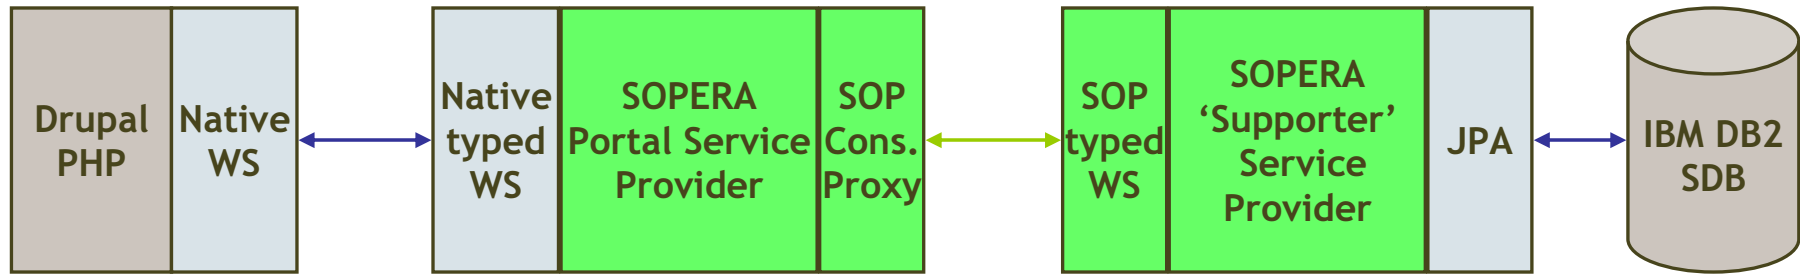 Drupal
PHP
Native
WS
Native
typed
WS
SOPERA
Portal Service
Provider
SOP
Cons.
Proxy
SOP
typed
WS
SOPERA
‘Supporter’
Service
Provider
JPA
IBM DB2
SDB